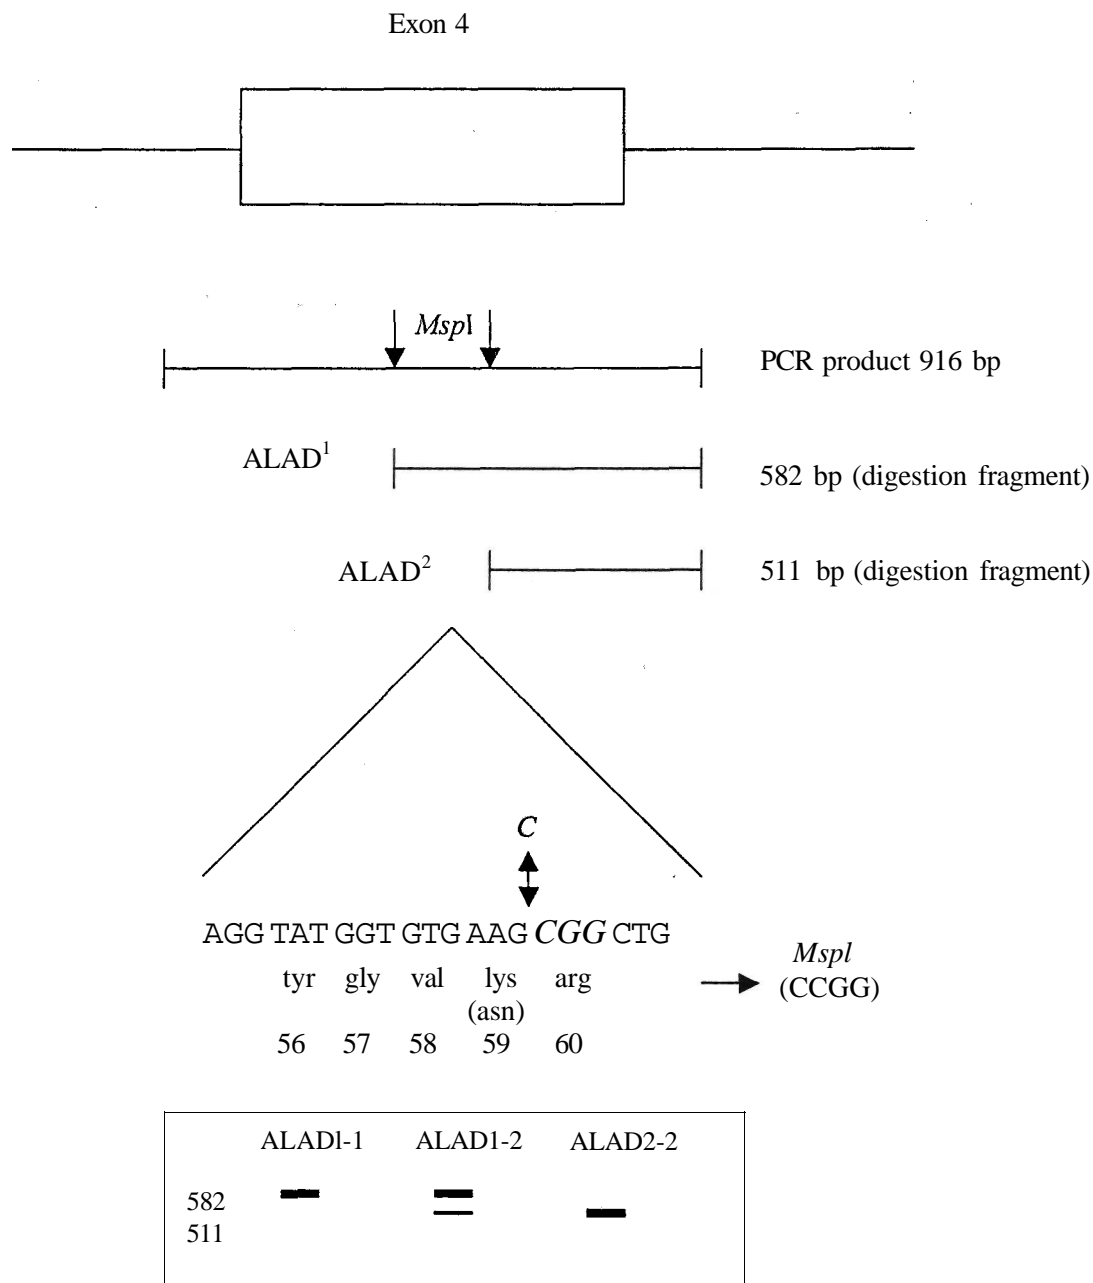 Exon 4
MspI
PCR product 916 bp
ALAD1
582 bp (digestion fragment)
ALAD2
511 bp (digestion fragment)
C
AGG TAT GGT GTG AAG CGG CTG
MspI
(CCGG)
tyr gly val lys arg
(asn)
56 57 58 59 60
ALAD1-1 ALAD1-2 ALAD2-2
582
511